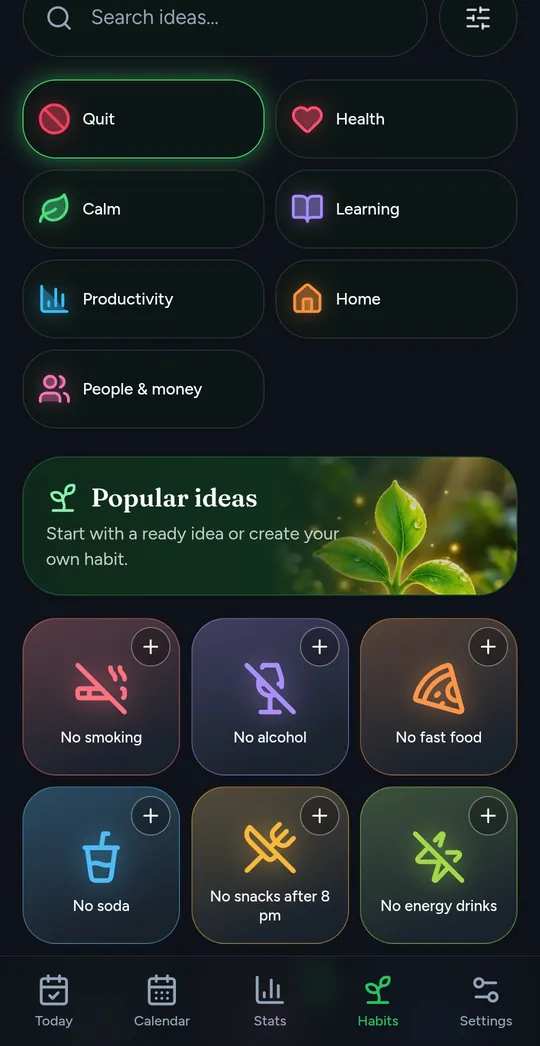 Search ideas...
Quit
Health
Calm
Learning
Productivity
Home
People & money
Popular ideas
Start with a ready idea or create your
own habit.
No smoking
No alcohol
No fast food
No soda
No snacks after 8
pm
No energy drinks
Today
Calendar
Stats
Habits
Settings